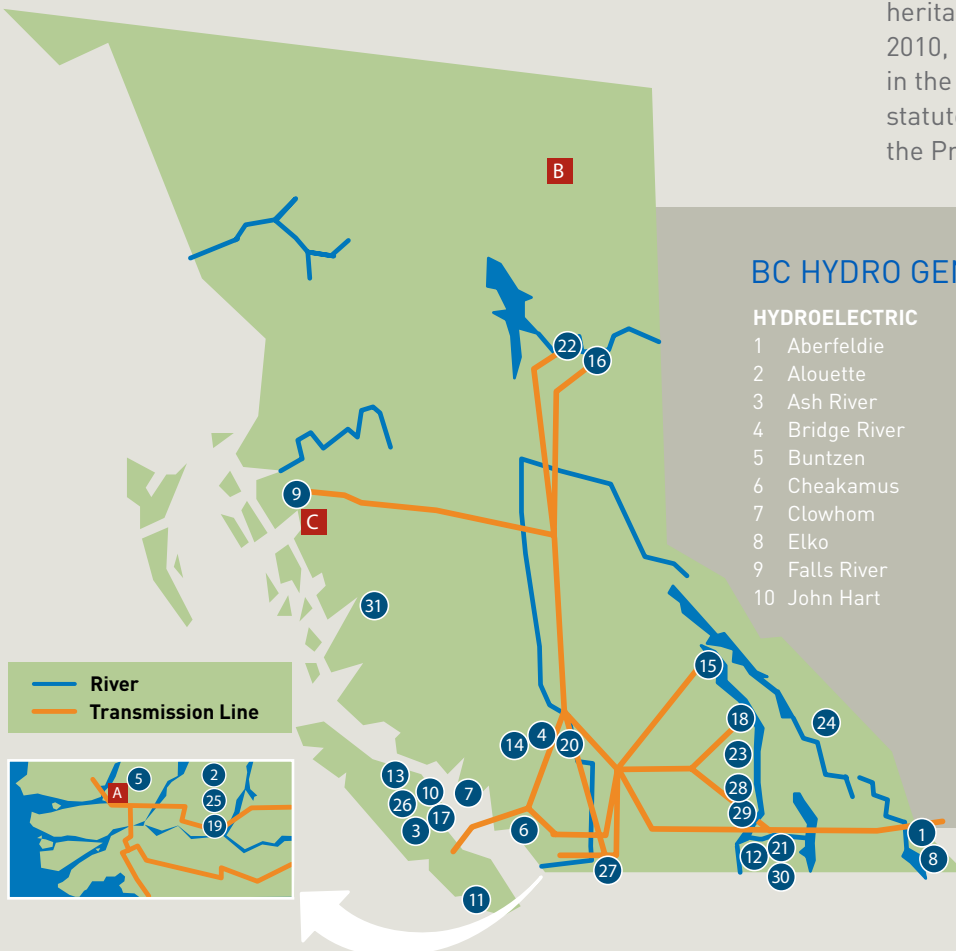 herita
2010,
in the
statut
the Pr
B
BC HYDRO GEN
HYDROELECTRIC
1 Aberfeldie
2 Alouette
3 Ash River
4 Bridge River
5 Buntzen
6 Cheakamus
7 Clowhom
8 Elko
9 Falls River
10 John Hart
22
16
9
C
31
15
18
24
23
28
29
14
4
20
13
10
7
26
17
3
6
27
11
12
21
30
1
8
River
Transmission Line
5
2
A
25
19